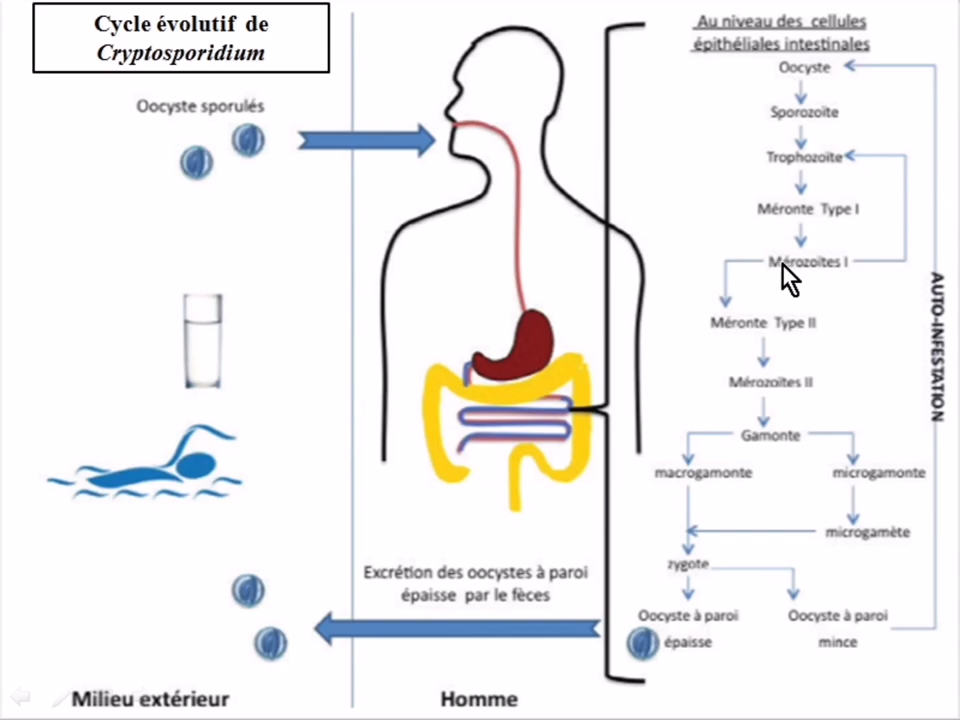 Cycle évolutif de
Cryptosporidium
Oocyste sporulés
Au niveau des cellules
épithéliales intestinales
Oocyste
Sporozoïte
Trophozoïte
Méronte Type I
Mérozoïtes I
Méronte Type II
Mérozoïtes II
Gamonte
macrogamonte
microgamonte
microgamète
zygote
Oocyste à paroi
épaisse
Oocyste à paroi
mince
AUTO-INFESTATION
Excrétion des oocystes à paroi
épaisse par le fèces
Milieu extérieur
Homme